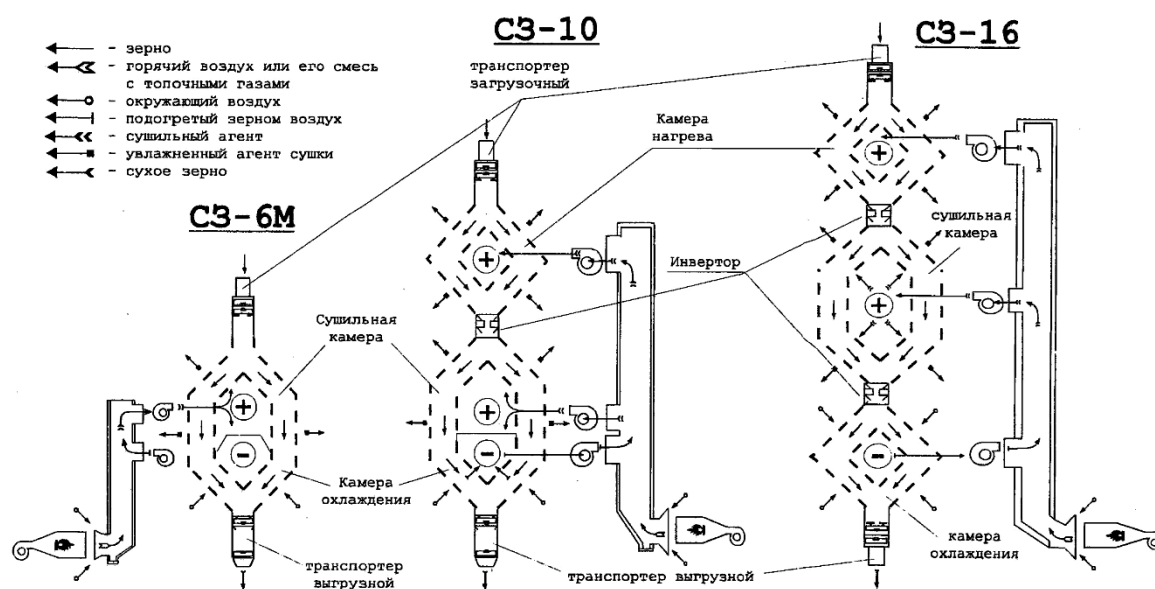 СЗ-10
СЗ-16
- зерно
- горячий воздух или его смесь
с топочными газами
- окружающий воздух
- подогретый зерном воздух
- сушильный агент
- увлажненный агент сушки
- сухое зерно
транспортер
загрузочный
Камера
нагрева
СЗ-6М
сушильная
камера
Инвертор
Сушильная
камера
Камера
охлаждения
камера
охлаждения
транспортер
выгрузной
транспортер выгрузной